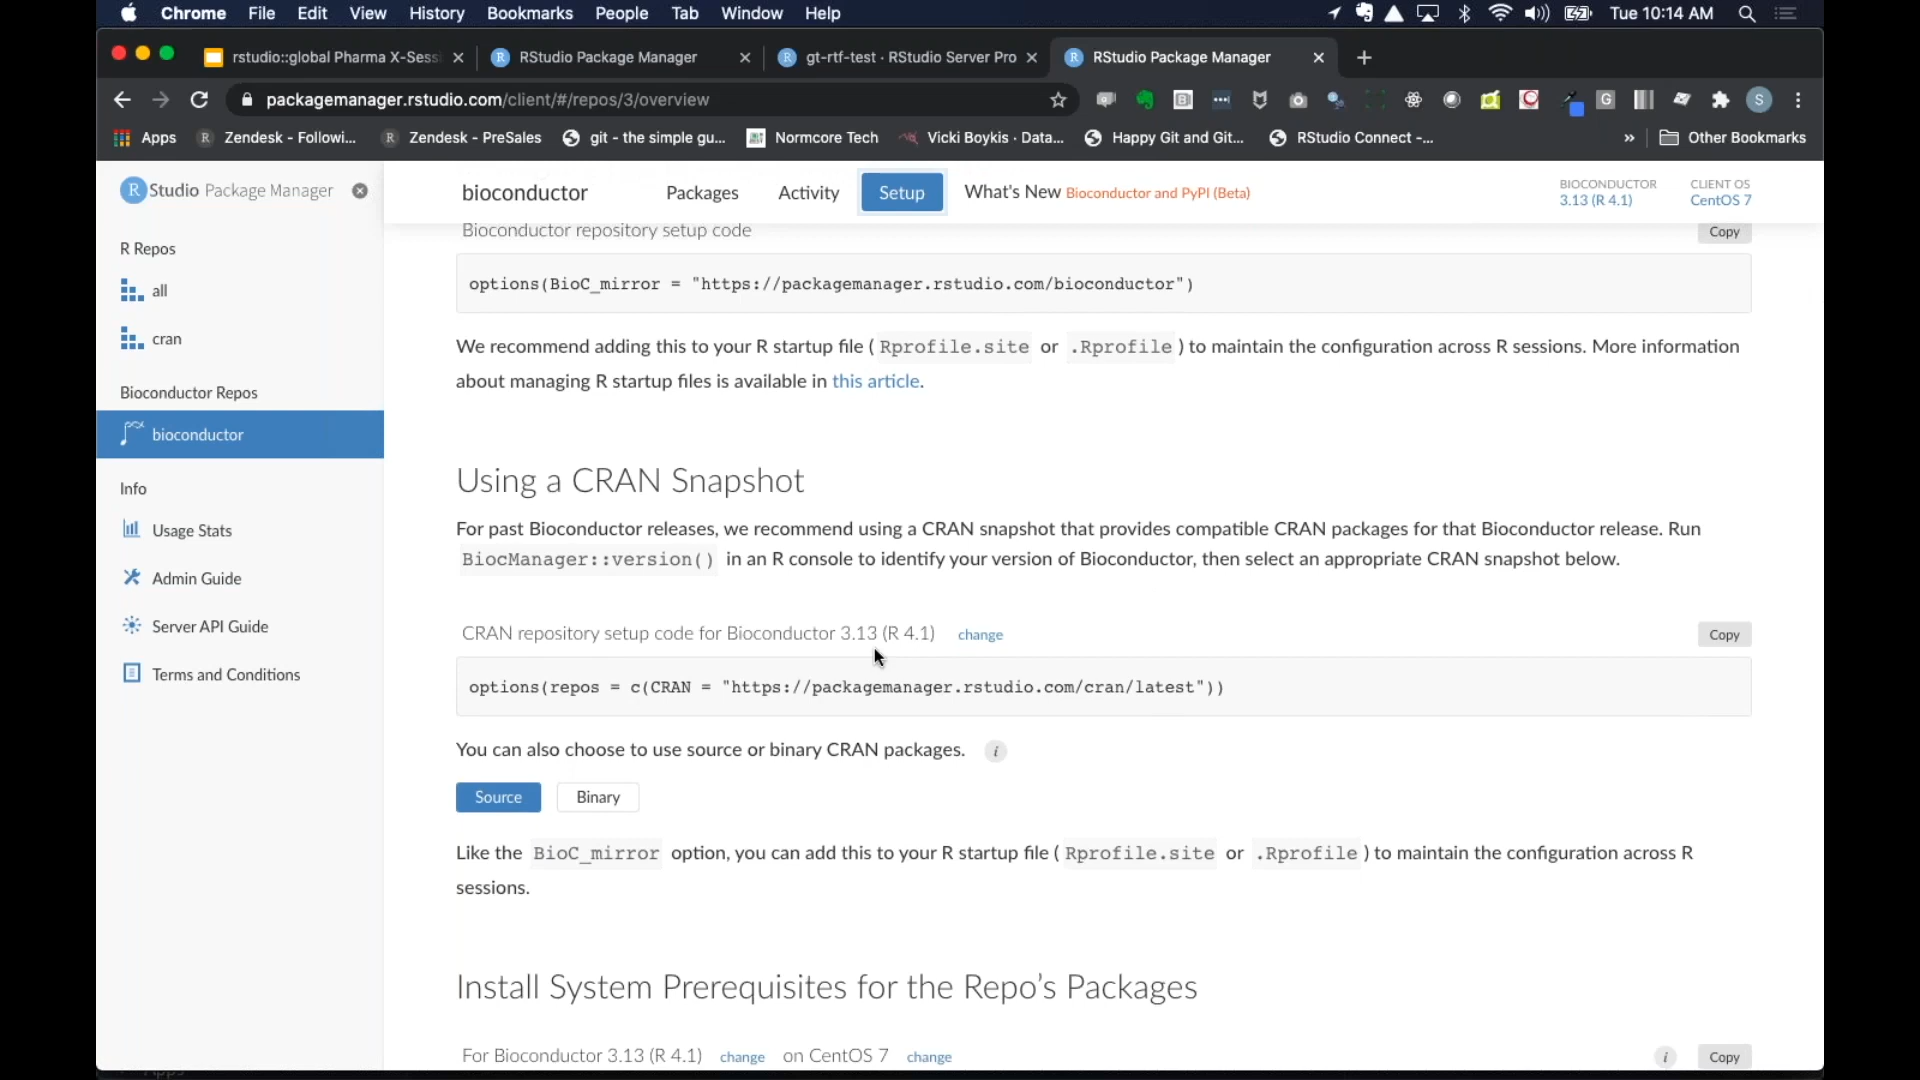 Chrome File Edit View History Bookmarks People Tab Window Help Tue 10:14 AM
rstudio::global Pharma X-Sessi RStudio Package Manager gt-rtf-test · RStudio Server Pro RStudio Package Manager
packagemanager.rstudio.com/client/#/repos/3/overview
Apps Zendesk - Followi... Zendesk - PreSales git - the simple gu... Normcore Tech Vicki Boykis · Data... Happy Git and Git... RStudio Connect -... » Other Bookmarks
R Studio Package Manager
bioconductor Packages Activity Setup What's New Bioconductor and PyPI (Beta)
BIOCONDUCTOR
3.13 (R 4.1)
CLIENT OS
CentOS 7
R Repos
all
cran
Bioconductor Repos
bioconductor
Info
Usage Stats
Admin Guide
Server API Guide
Terms and Conditions
Bioconductor repository setup code Copy
options(BioC_mirror = "https://packagemanager.rstudio.com/bioconductor")
We recommend adding this to your R startup file ( Rprofile.site or .Rprofile ) to maintain the configuration across R sessions. More information
about managing R startup files is available in this article.
Using a CRAN Snapshot
For past Bioconductor releases, we recommend using a CRAN snapshot that provides compatible CRAN packages for that Bioconductor release. Run
BiocManager::version() in an R console to identify your version of Bioconductor, then select an appropriate CRAN snapshot below.
CRAN repository setup code for Bioconductor 3.13 (R 4.1) change Copy
options(repos = c(CRAN = "https://packagemanager.rstudio.com/cran/latest"))
You can also choose to use source or binary CRAN packages. i
Source Binary
Like the BioC_mirror option, you can add this to your R startup file ( Rprofile.site or .Rprofile ) to maintain the configuration across R
sessions.
Install System Prerequisites for the Repo's Packages
For Bioconductor 3.13 (R 4.1) change on CentOS 7 change i Copy